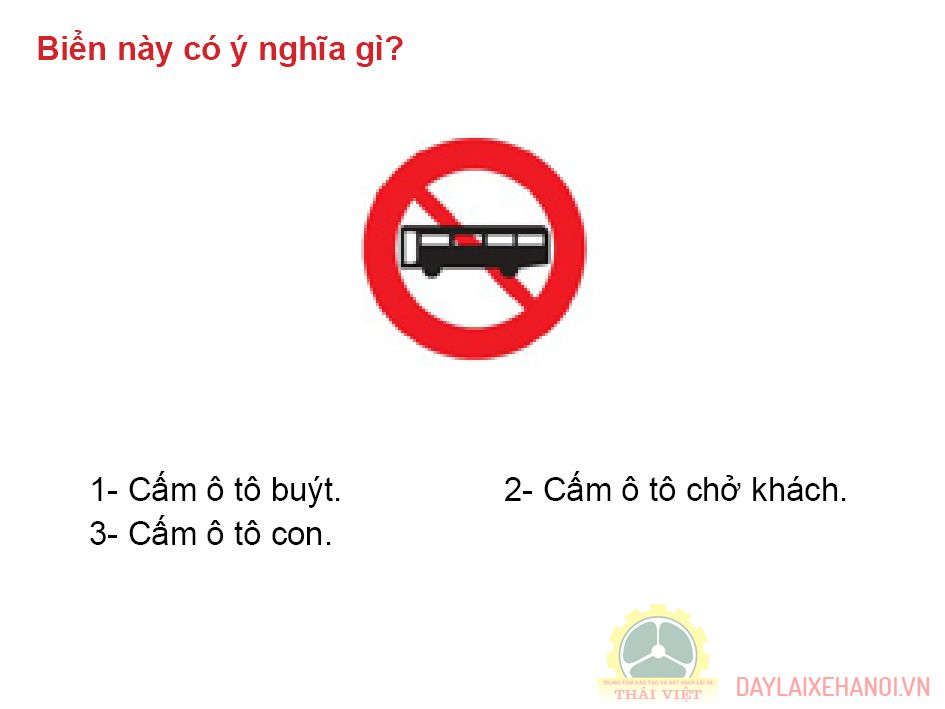 Biển này có ý nghĩa gì?
1- Cấm ô tô buýt. 2- Cấm ô tô chở khách.
3- Cấm ô tô con.
TRUNG TÂM ĐÀO TẠO VÀ SÁT HẠCH LÁI XE
THÁI VIỆT
DAYLAIXEHANOI.VN